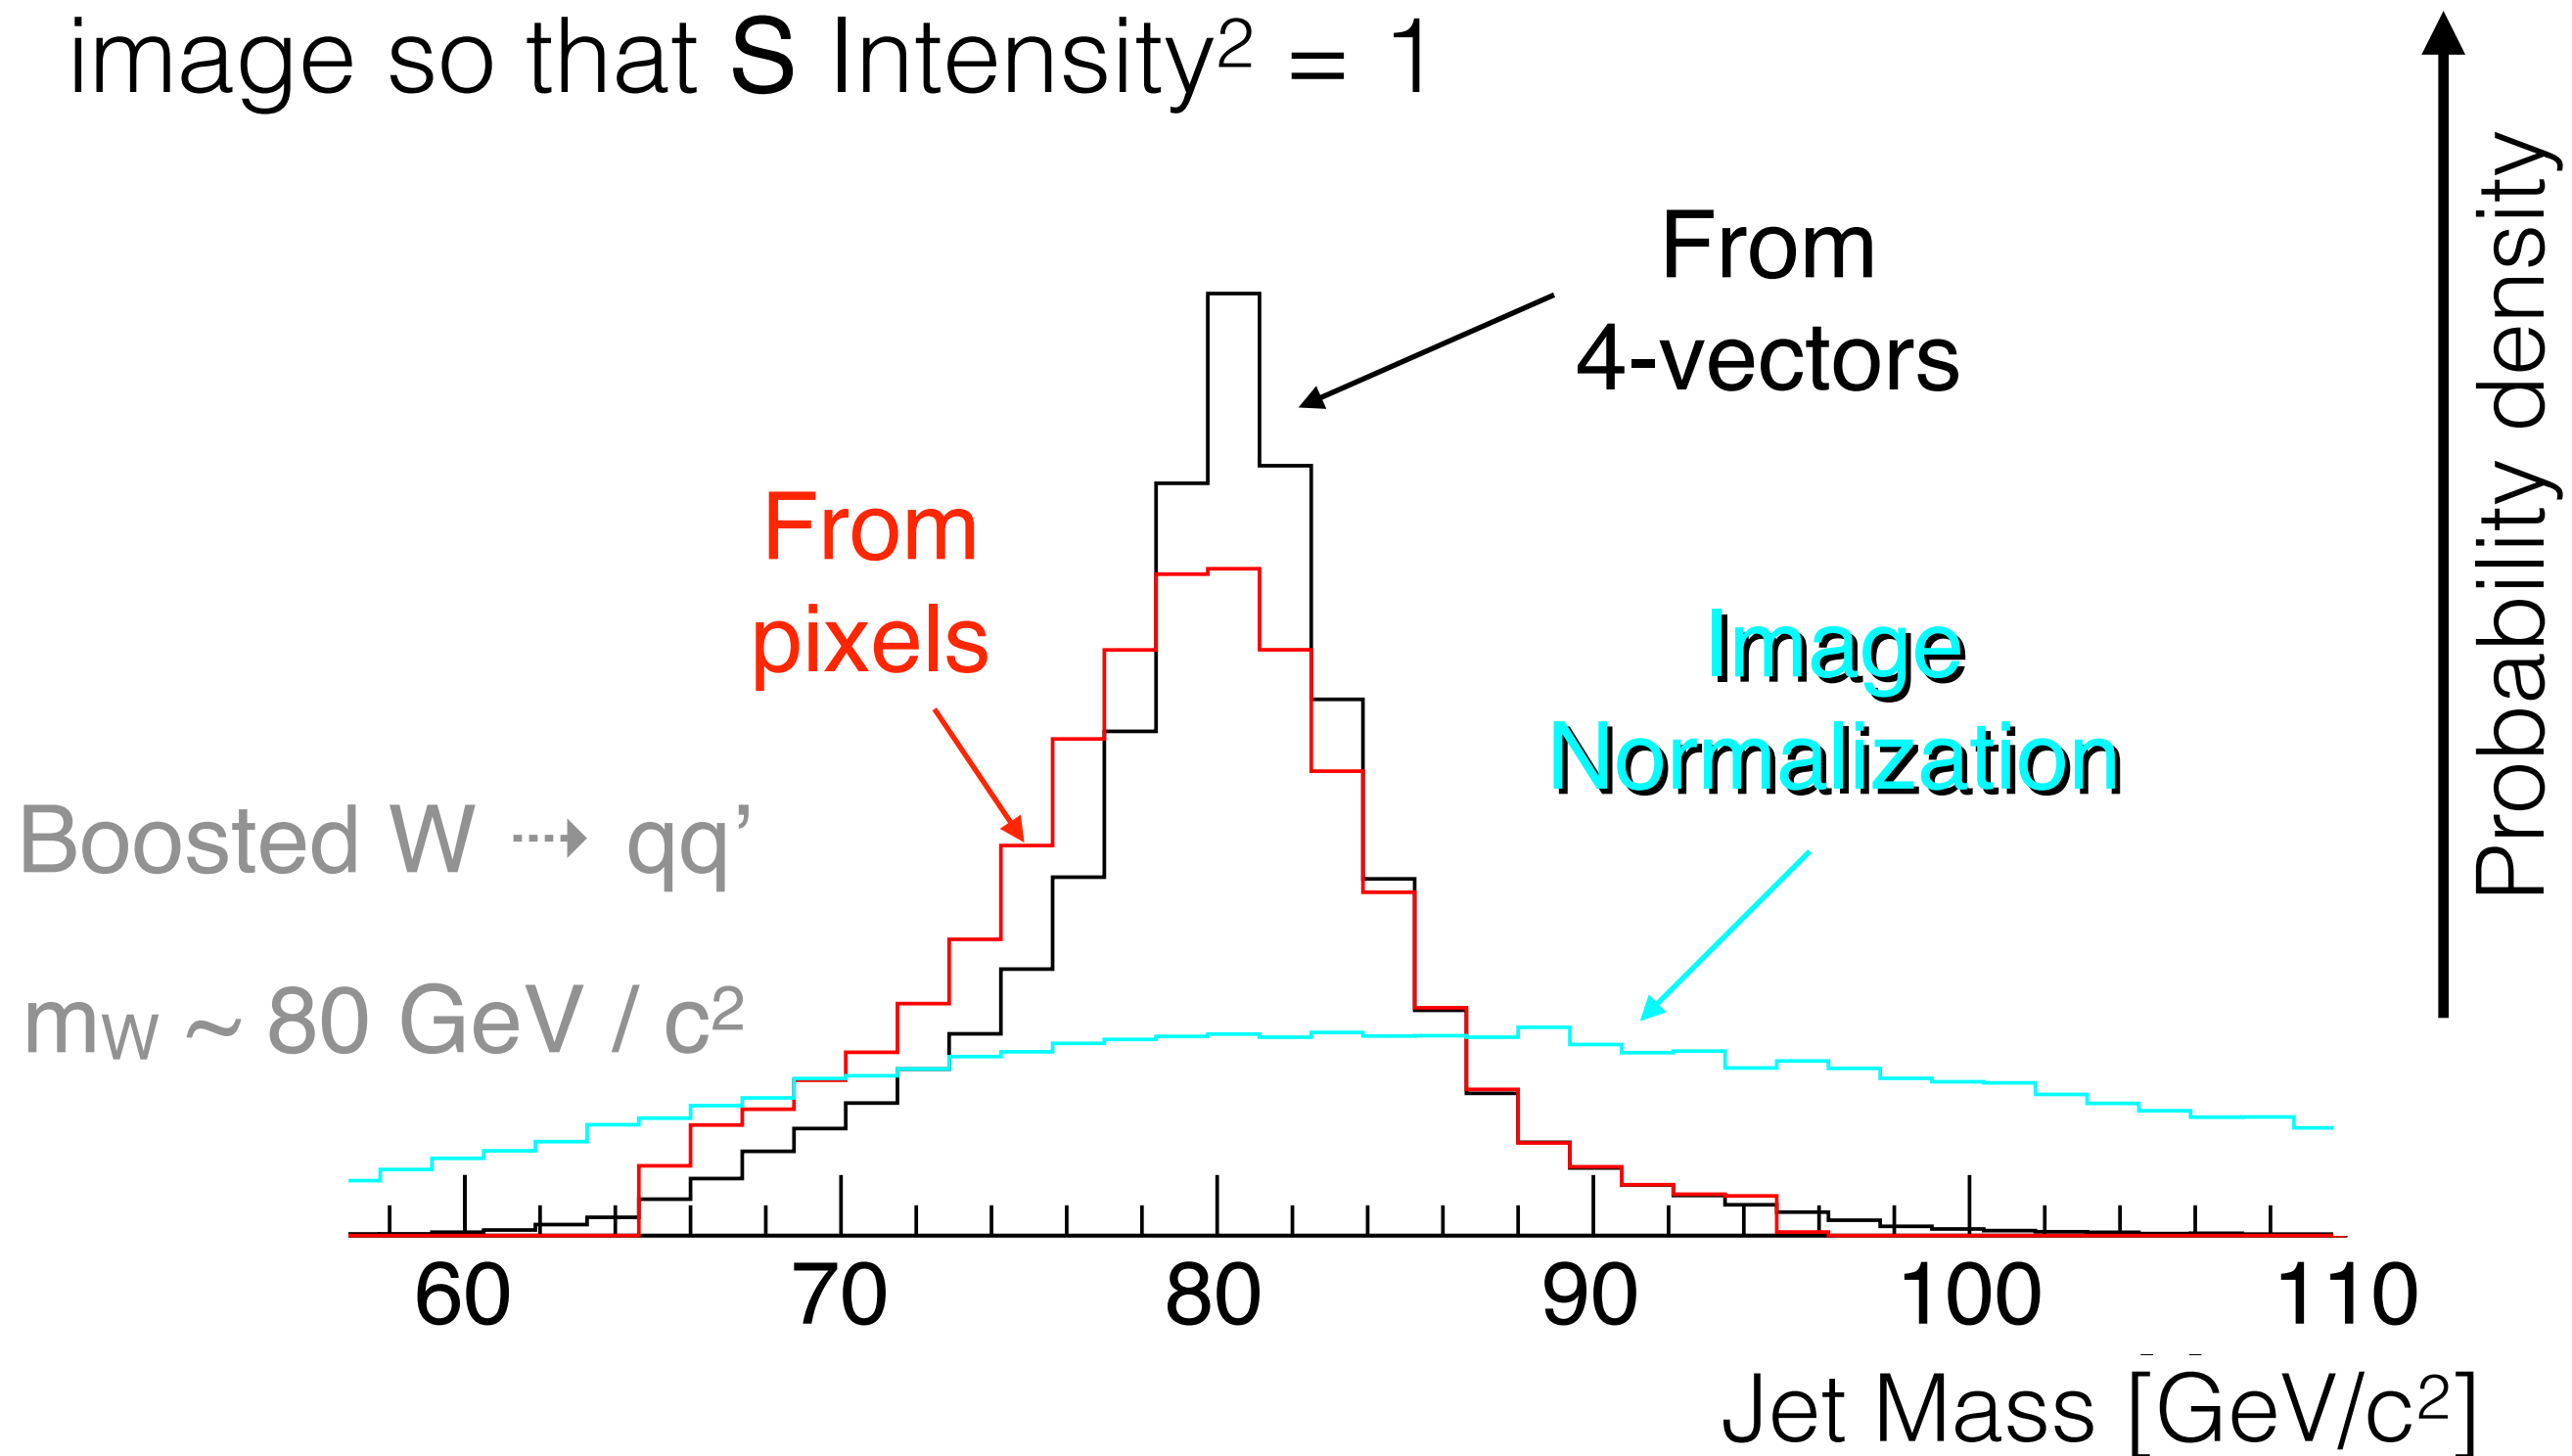 image so that S Intensity² = 1
From
4-vectors
Probability density
From
pixels
Image
Normalization
Boosted W ⇢ qq’
mW ~ 80 GeV / c²
60 70 80 90 100 110
Jet Mass [GeV/c²]